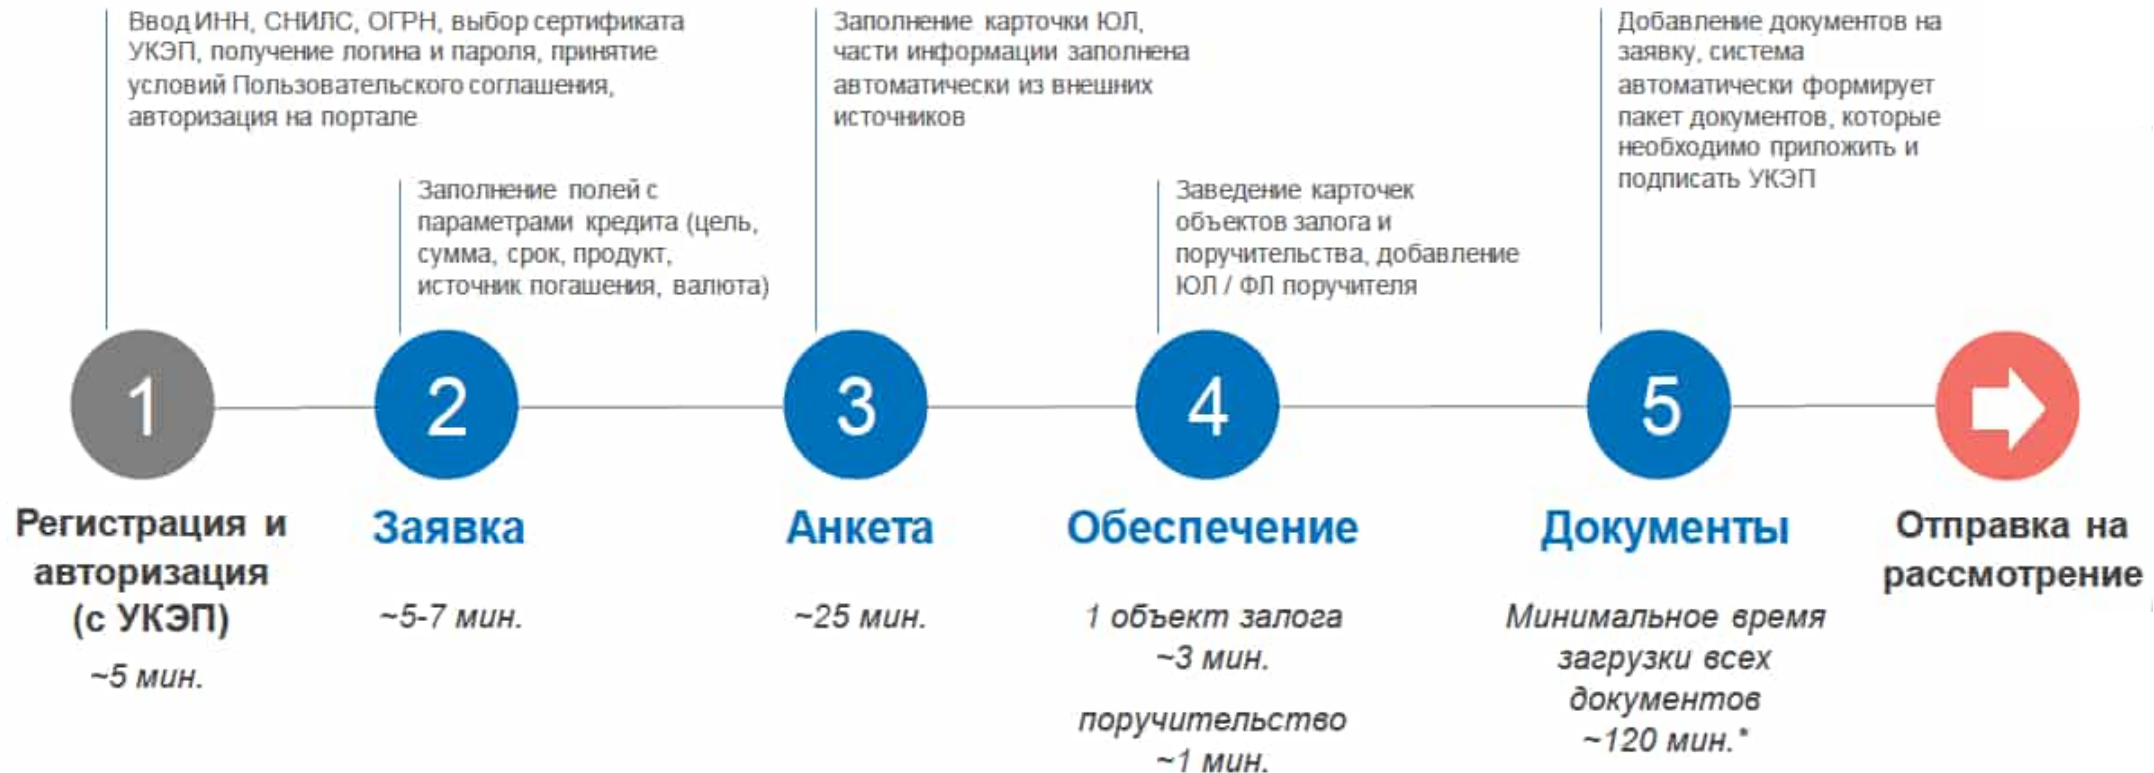 Ввод ИНН, СНИЛС, ОГРН, выбор сертификата
УКЭП, получение логина и пароля, принятие
условий Пользовательского соглашения,
авторизация на портале
Заполнение полей с
параметрами кредита (цель,
сумма, срок, продукт,
источник погашения, валюта)
Заполнение карточки ЮЛ,
части информации заполнена
автоматически из внешних
источников
Заведение карточек
объектов залога и
поручительства, добавление
ЮЛ / ФЛ поручителя
Добавление документов на
заявку, система
автоматически формирует
пакет документов, которые
необходимо приложить и
подписать УКЭП
1
2
3
4
5
Регистрация и
авторизация
(с УКЭП)
~5 мин.
Заявка
~5-7 мин.
Анкета
~25 мин.
Обеспечение
1 объект залога
~3 мин.
поручительство
~1 мин.
Документы
Минимальное время
загрузки всех
документов
~120 мин.*
Отправка на
рассмотрение